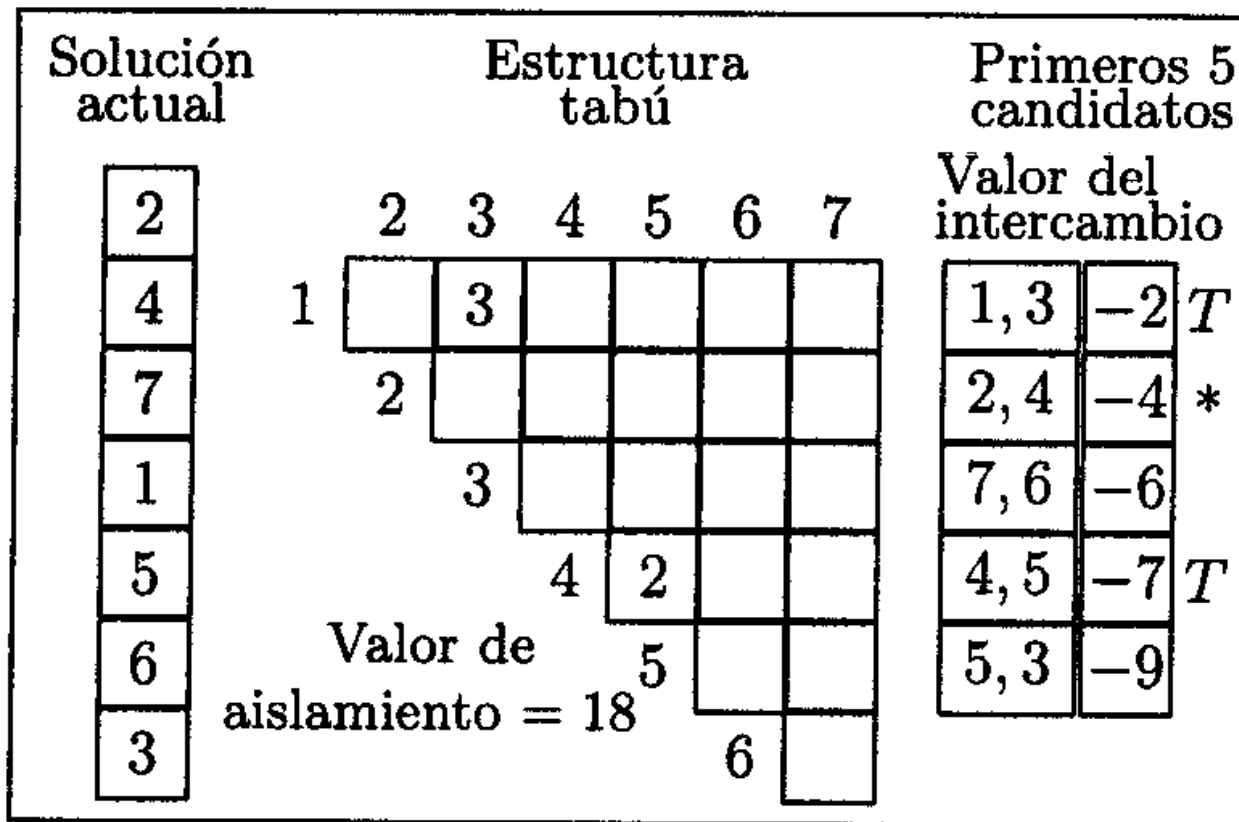 Solución actual
Estructura tabú
Primeros 5 candidatos
Valor del intercambio
2
4
7
1
5
6
3
2 3 4 5 6 7
1 3
2
3
4 2
5
6
Valor de
aislamiento = 18
1, 3 −2 T
2, 4 −4 *
7, 6 −6
4, 5 −7 T
5, 3 −9